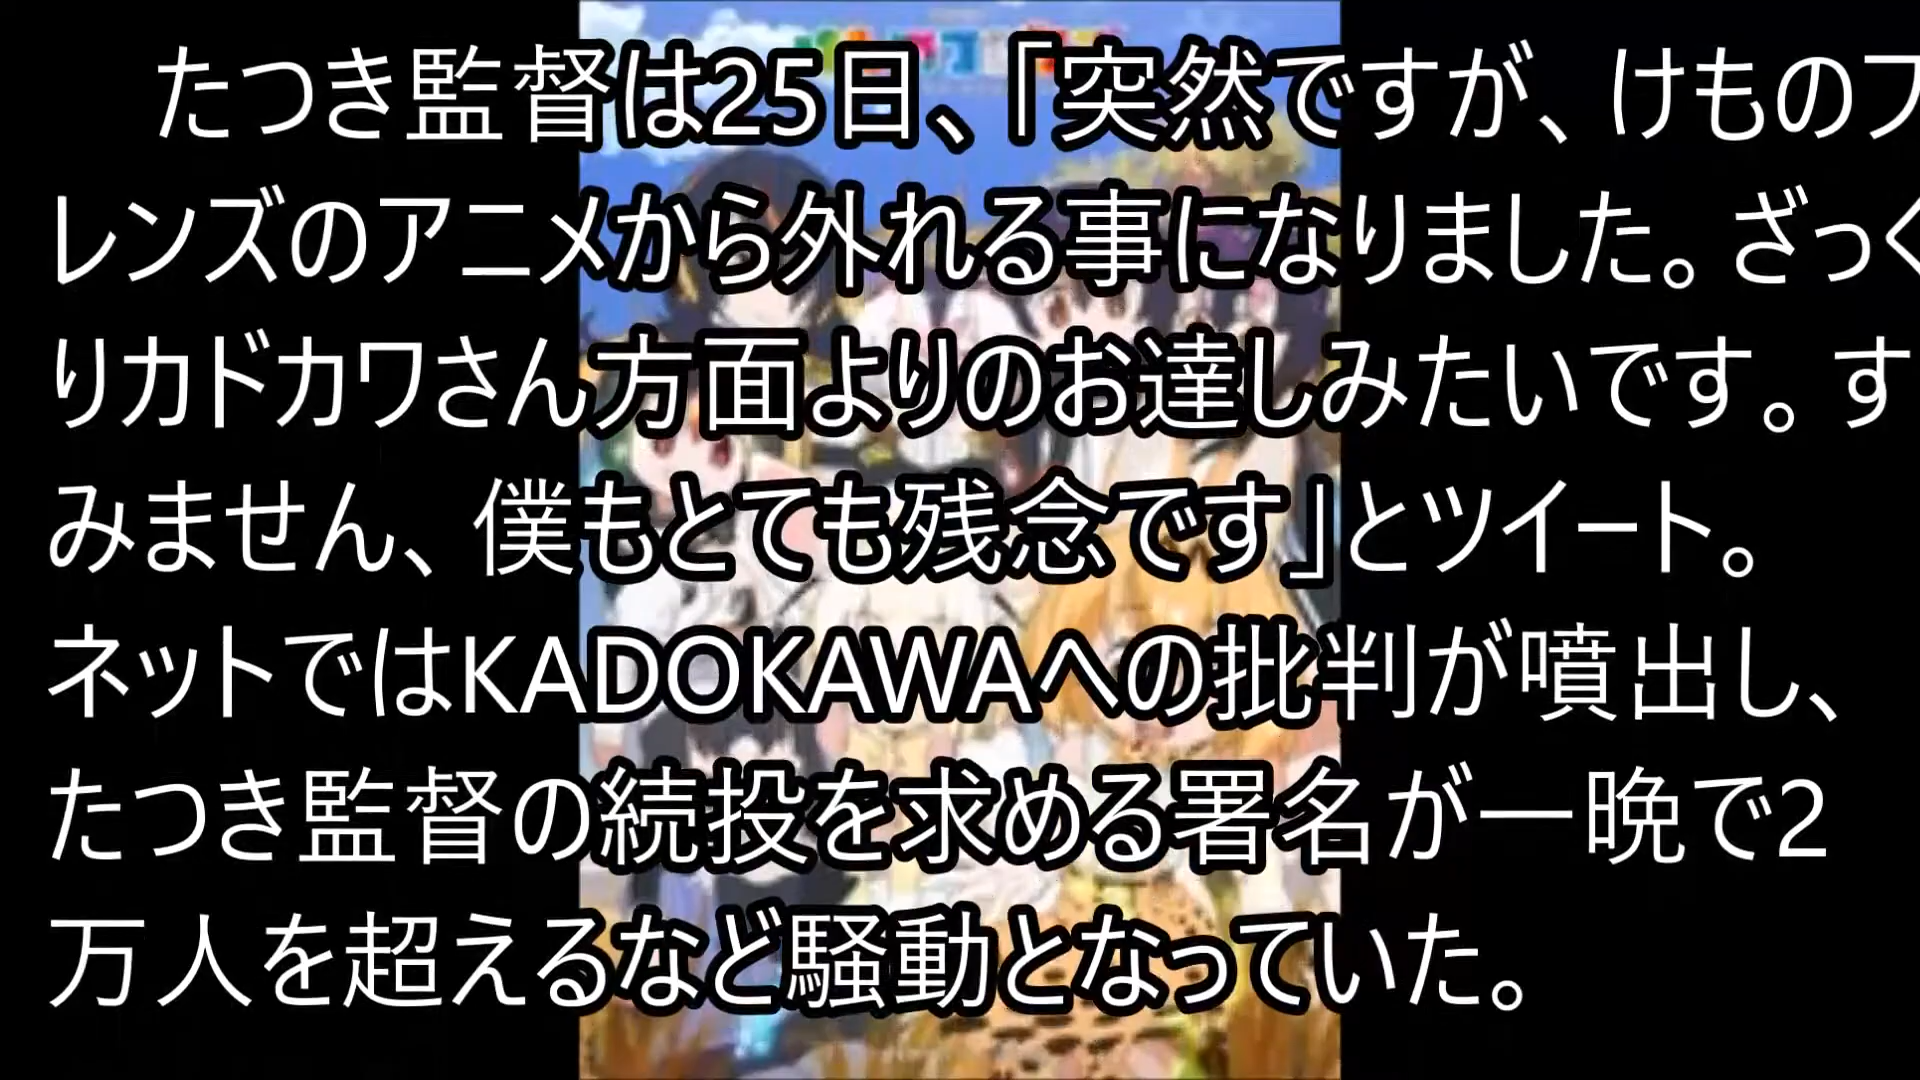 たつき監督は25日、「突然ですが、けものフ
レンズのアニメから外れる事になりました。ざっく
りカドカワさん方面よりのお達しみたいです。す
みません、僕もとても残念です」とツイート。
ネットではKADOKAWAへの批判が噴出し、
たつき監督の続投を求める署名が一晩で2
万人を超えるなど騒動となっていた。